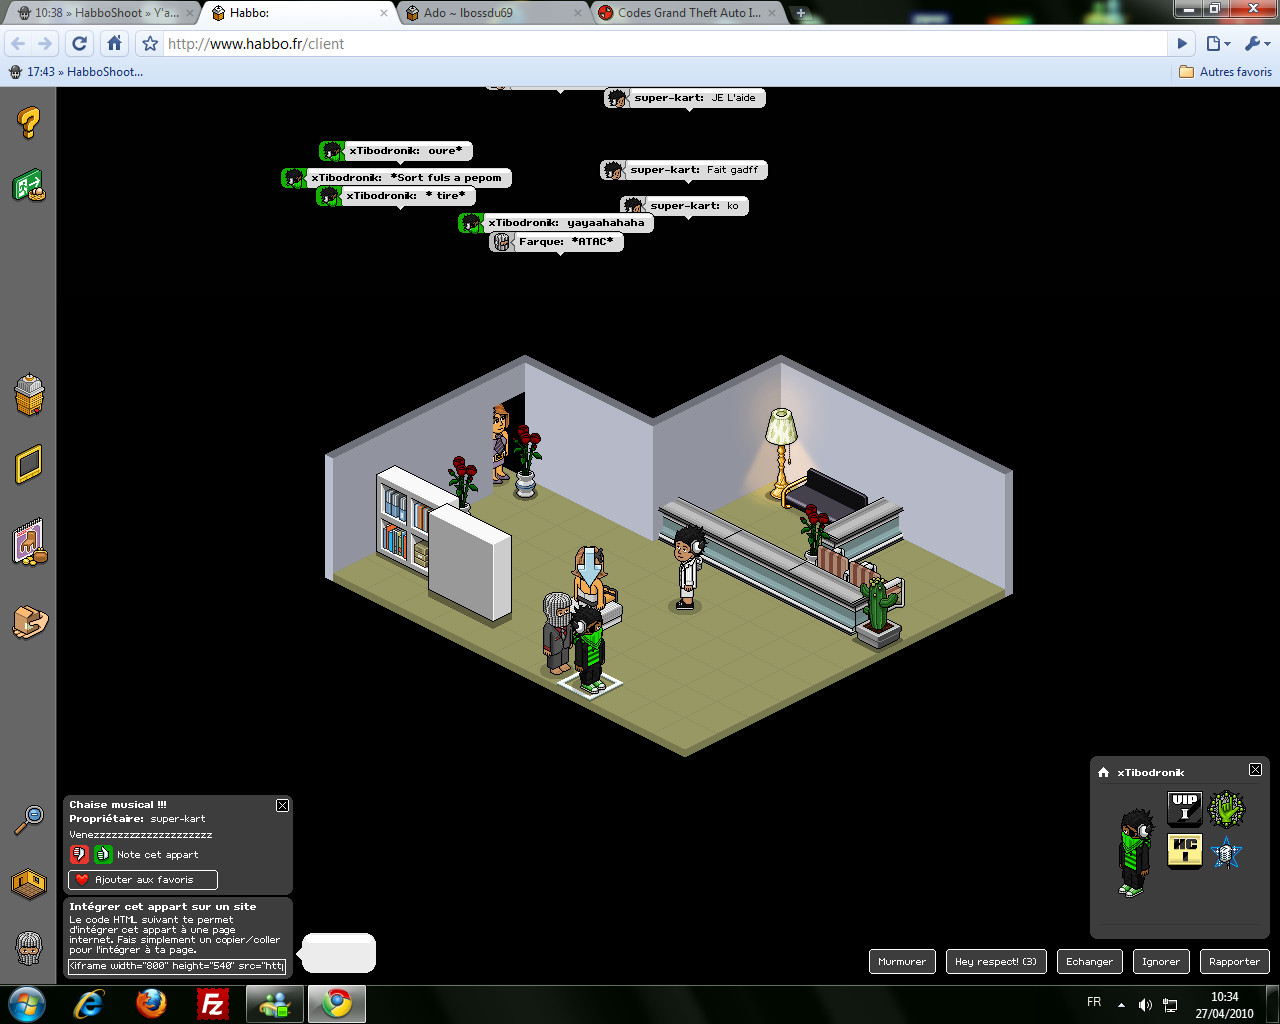 10:38 » HabboShoot » Y'a...
Habbo:
Ado ~ lbossdu69
Codes Grand Theft Auto I...
http://www.habbo.fr/client
17:43 » HabboShoot...
Autres favoris
super-kart: JE L'aide
xTibodronik: oure*
super-kart: Fait gadff
xTibodronik: *Sort fuls a pepom
xTibodronik: * tire*
super-kart: ko
xTibodronik: yayaahahaha
Farque: *ATAC*
Chaise musical !!!
Propriétaire: super-kart
Venezzzzzzzzzzzzzzzzzzzz
Note cet appart
Ajouter aux favoris
Intégrer cet appart sur un site
Le code HTML suivant te permet
d'intégrer cet appart à une page
internet. Fais simplement un copier/coller
pour l'intégrer à ta page.
<iframe width="800" height="540" src="http
xTibodronik
VIP
I
HC
I
Murmurer
Hey respect! (3)
Echanger
Ignorer
Rapporter
Fz
FR
10:34
27/04/2010